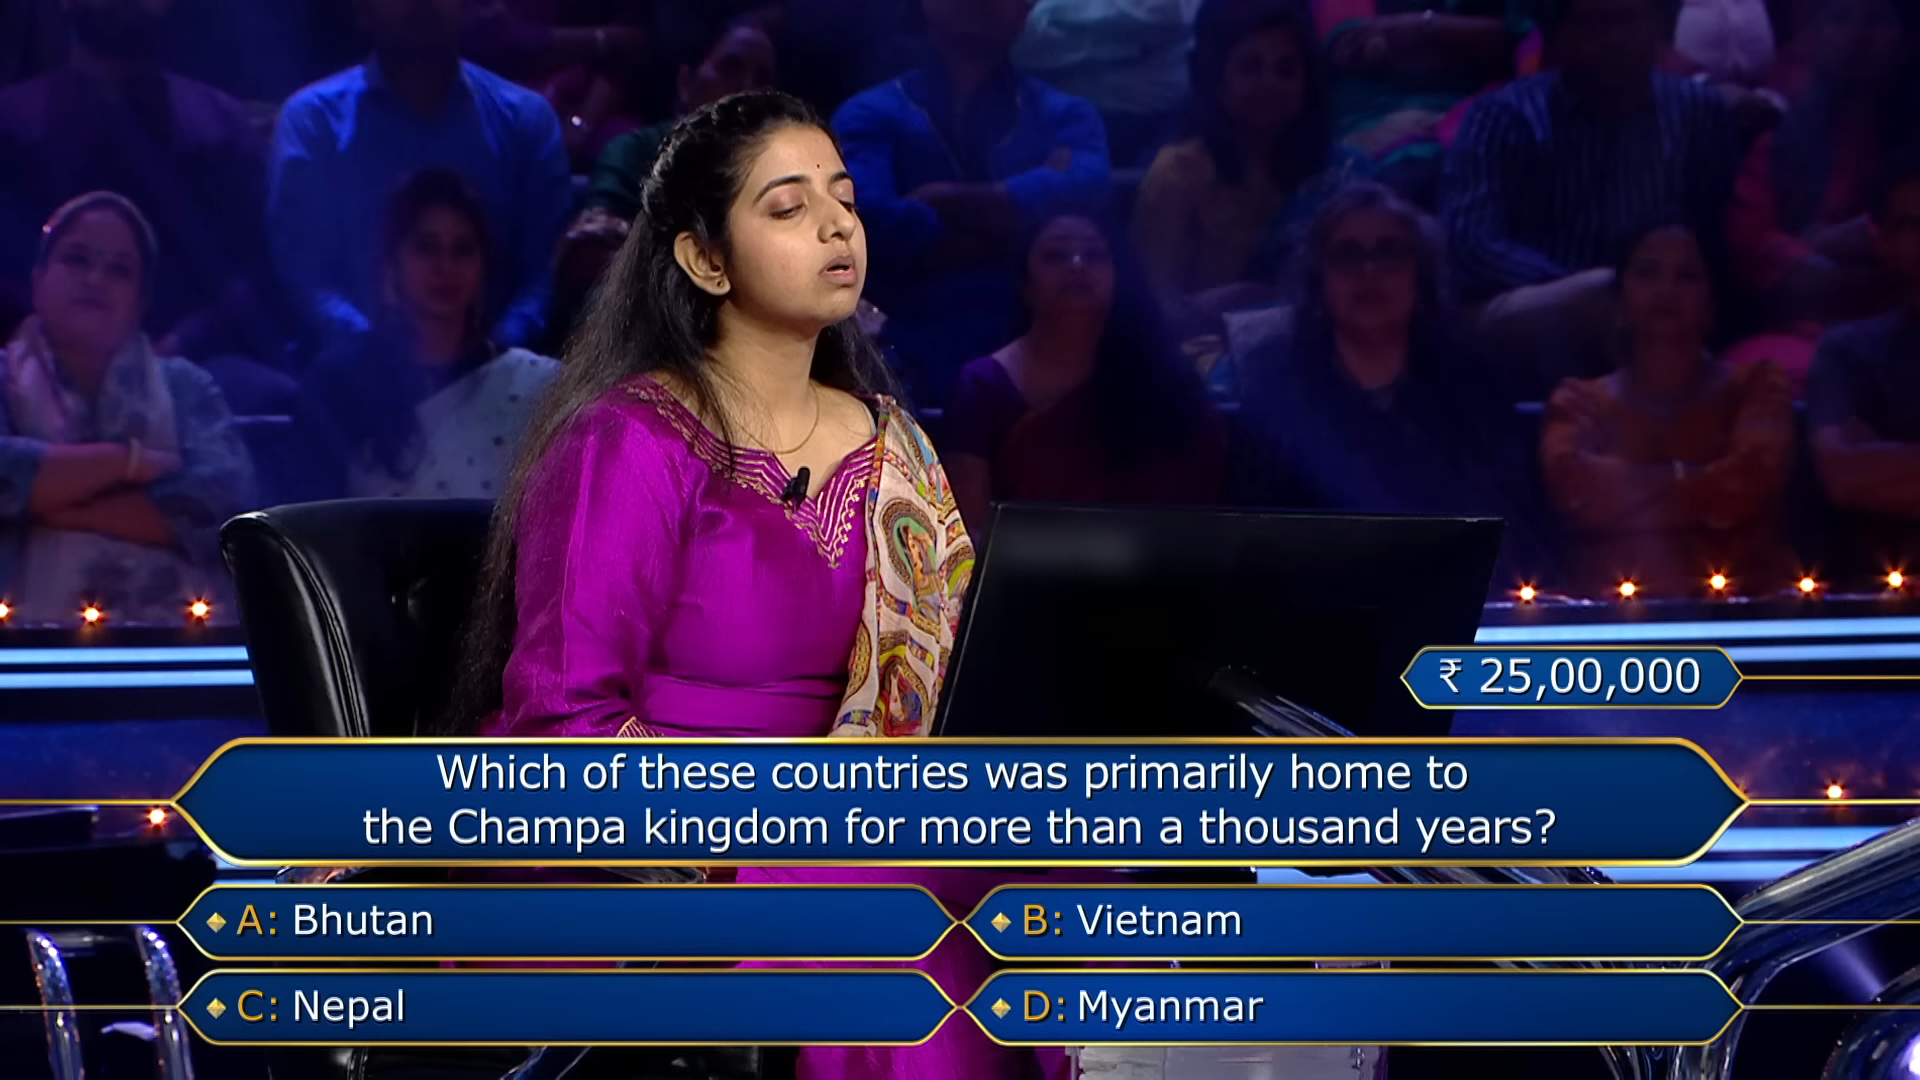 ₹ 25,00,000
Which of these countries was primarily home to
the Champa kingdom for more than a thousand years?
A: Bhutan
B: Vietnam
C: Nepal
D: Myanmar